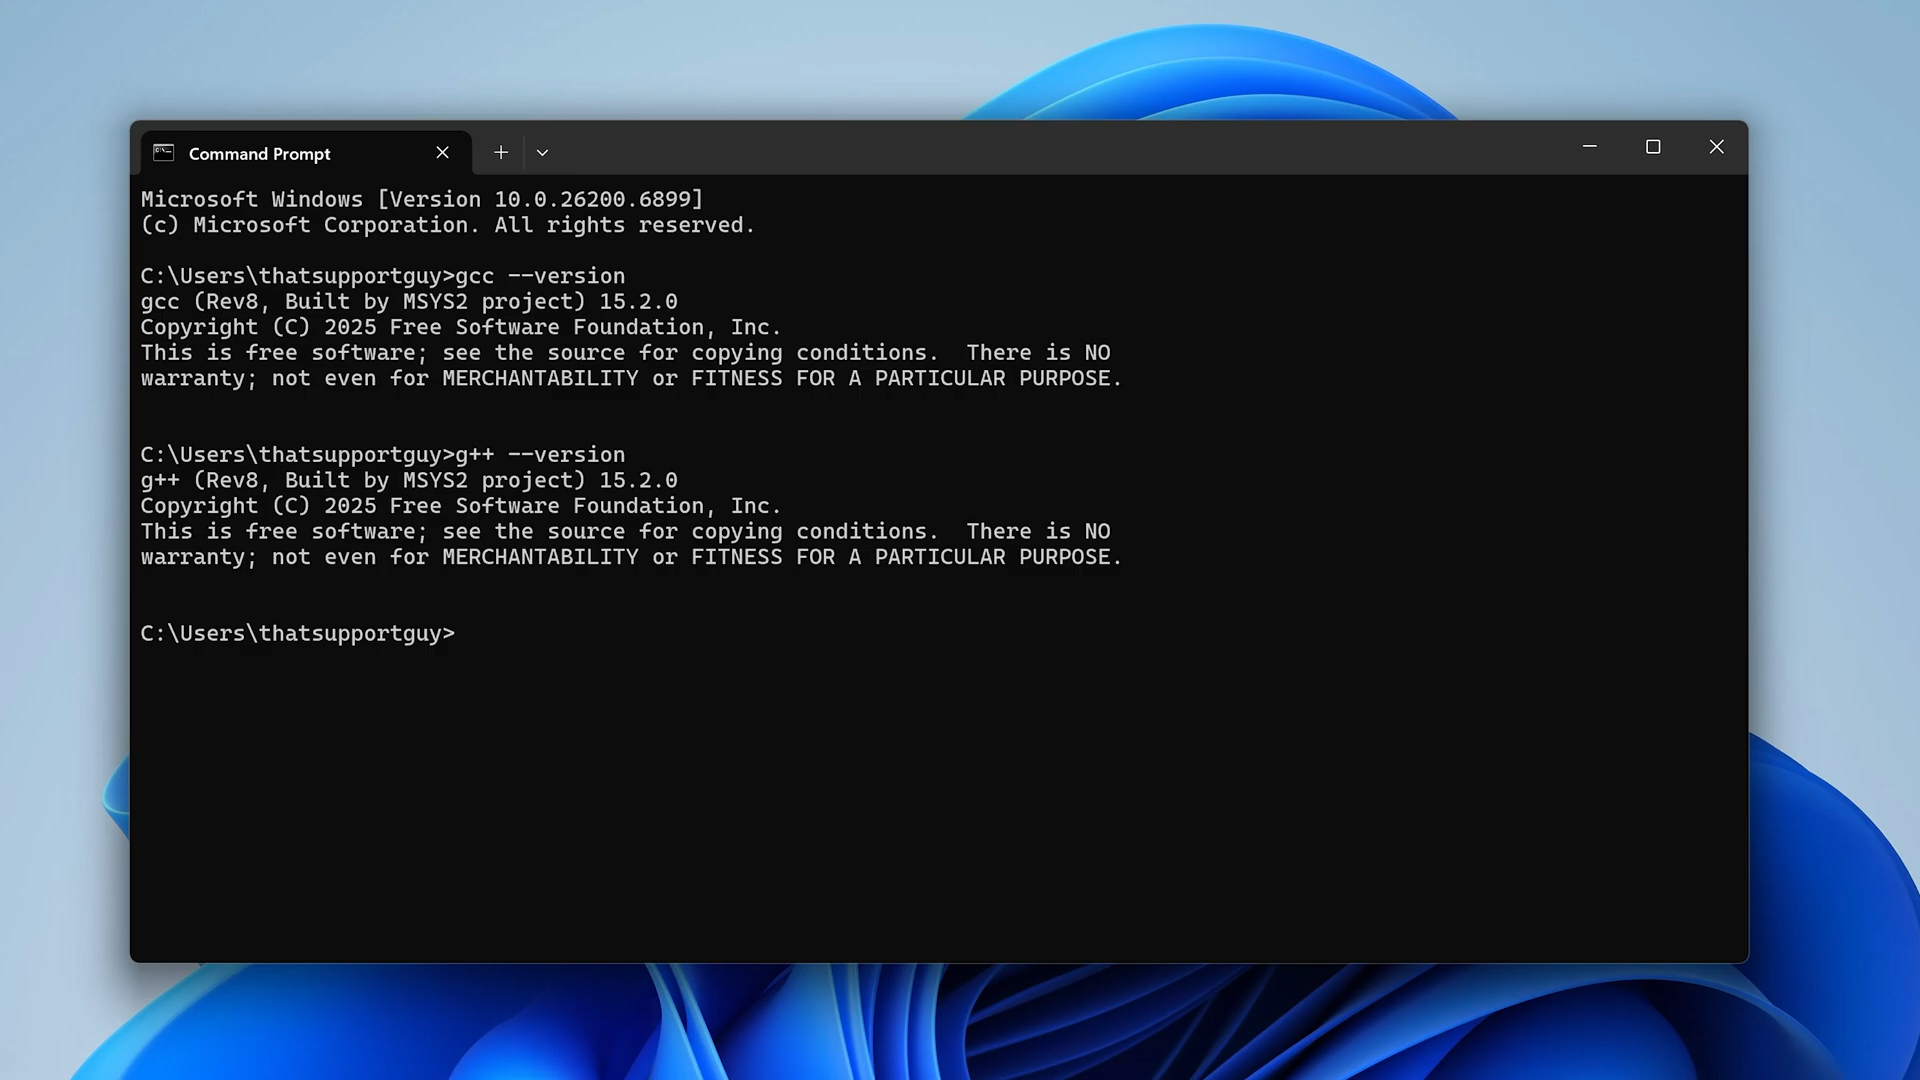 Command Prompt
Microsoft Windows [Version 10.0.26200.6899]
(c) Microsoft Corporation. All rights reserved.
C:\Users\thatsupportguy>gcc --version
gcc (Rev8, Built by MSYS2 project) 15.2.0
Copyright (C) 2025 Free Software Foundation, Inc.
This is free software; see the source for copying conditions.  There is NO
warranty; not even for MERCHANTABILITY or FITNESS FOR A PARTICULAR PURPOSE.
C:\Users\thatsupportguy>g++ --version
g++ (Rev8, Built by MSYS2 project) 15.2.0
Copyright (C) 2025 Free Software Foundation, Inc.
This is free software; see the source for copying conditions.  There is NO
warranty; not even for MERCHANTABILITY or FITNESS FOR A PARTICULAR PURPOSE.
C:\Users\thatsupportguy>